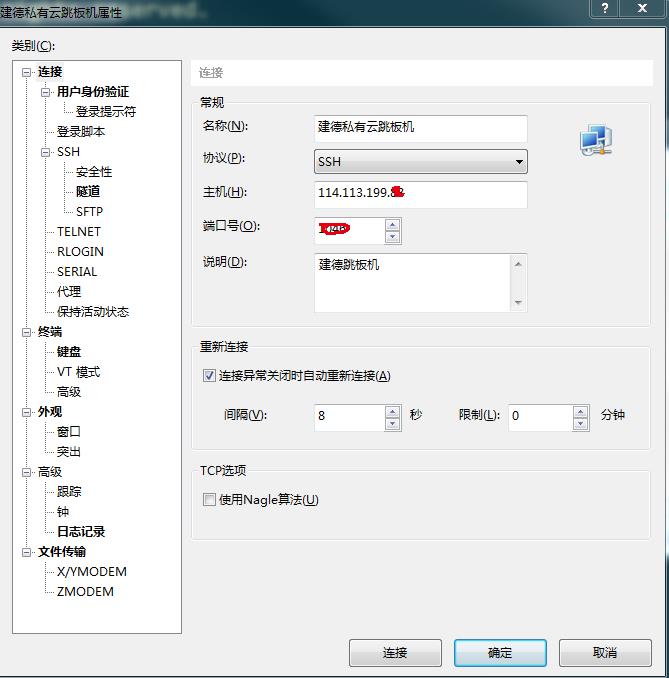 served.
建德私有云跳板机属性
类别(C):
连接
用户身份验证
登录提示符
登录脚本
SSH
安全性
隧道
SFTP
TELNET
RLOGIN
SERIAL
代理
保持活动状态
终端
键盘
VT 模式
高级
外观
窗口
突出
高级
跟踪
钟
日志记录
文件传输
X/YMODEM
ZMODEM
连接
常规
名称(N): 建德私有云跳板机
协议(P): SSH
主机(H): 114.113.199.
端口号(O):
说明(D): 建德跳板机
重新连接
连接异常关闭时自动重新连接(A)
间隔(V): 8 秒 限制(L): 0 分钟
TCP选项
使用Nagle算法(U)
连接 确定 取消